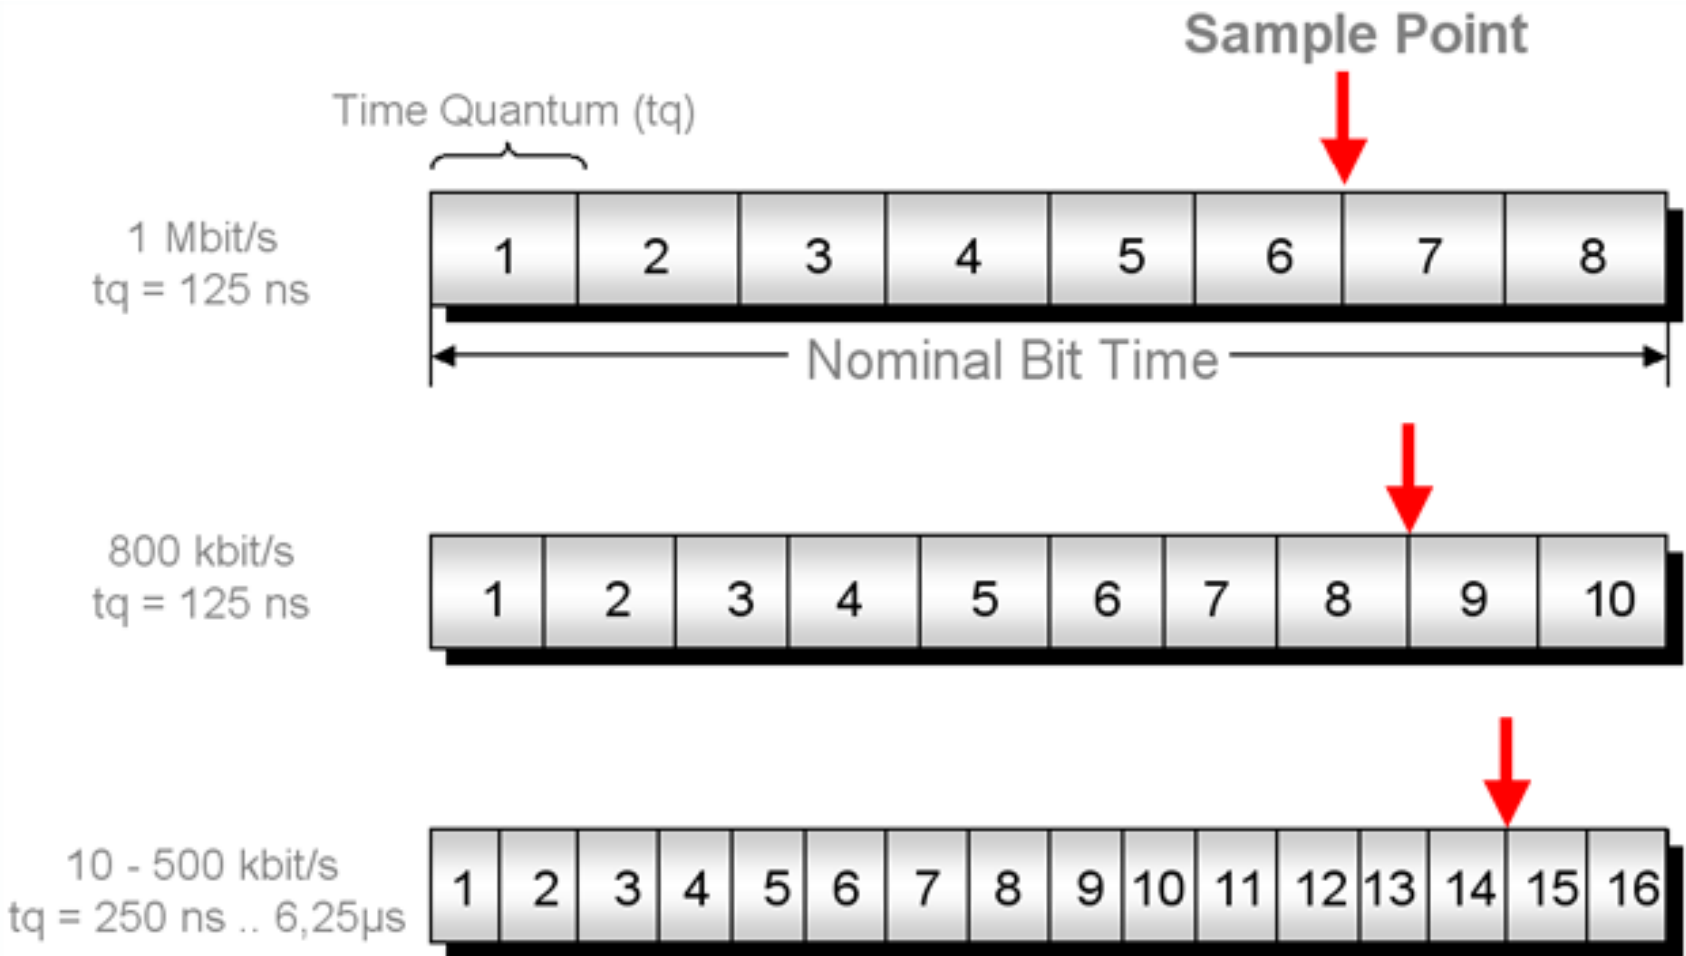 Sample Point
Time Quantum (tq)
1 Mbit/s
tq = 125 ns
1 2 3 4 5 6 7 8
Nominal Bit Time
800 kbit/s
tq = 125 ns
1 2 3 4 5 6 7 8 9 10
10 - 500 kbit/s
tq = 250 ns .. 6,25µs
1 2 3 4 5 6 7 8 9 10 11 12 13 14 15 16